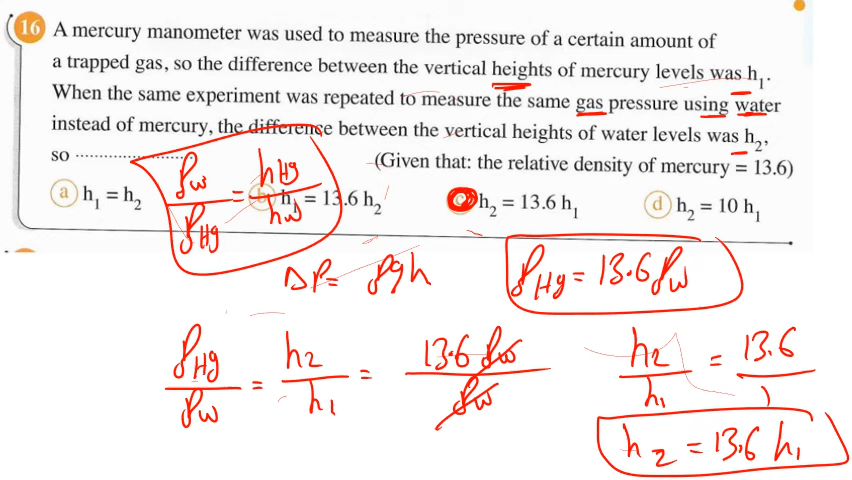 16 A mercury manometer was used to measure the pressure of a certain amount of
a trapped gas, so the difference between the vertical heights of mercury levels was h₁.
When the same experiment was repeated to measure the same gas pressure using water
instead of mercury, the difference between the vertical heights of water levels was h₂,
so ........................ (Given that: the relative density of mercury = 13.6)
a h₁ = h₂ b h₁ = 13.6 h₂ c h₂ = 13.6 h₁ d h₂ = 10 h₁
ρw/ρHg = hHg/hw
ΔP = ρgh
ρHg = 13.6 ρw
ρHg/ρw = h₂/h₁ = 13.6 ρw/ρw
h₂/h₁ = 13.6/1
h₂ = 13.6 h₁